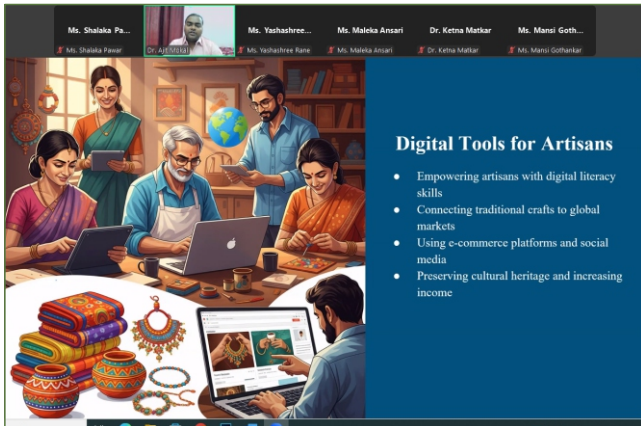 Ms. Shalaka Pa...
Ms. Yashashree...
Ms. Maleka Ansari
Dr. Ketna Matkar
Ms. Mansi Goth...
Ms. Shalaka Pawar
Dr. Ajit Mokal
Ms. Yashashree Rane
Ms. Maleka Ansari
Dr. Ketna Matkar
Ms. Mansi Gothankar
Digital Tools for Artisans
● Empowering artisans with digital literacy
skills
● Connecting traditional crafts to global
markets
● Using e-commerce platforms and social
media
● Preserving cultural heritage and increasing
income